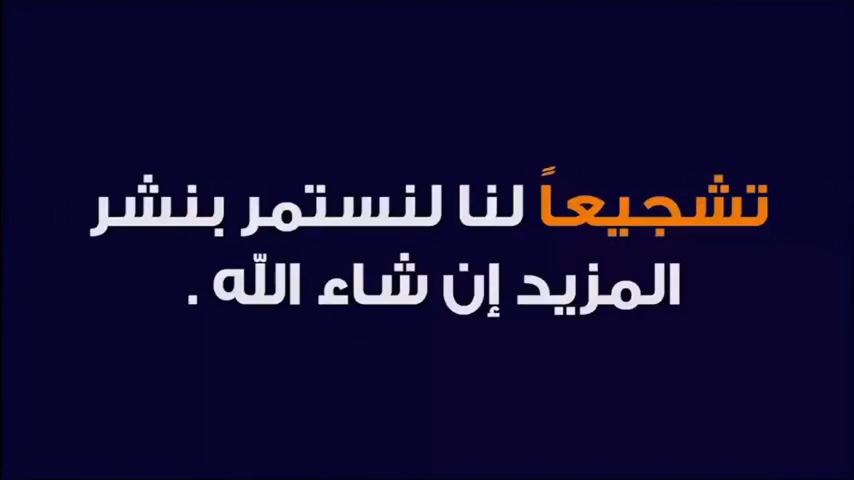 تشجيعاً لنا لنستمر بنشر
المزيد إن شاء الله .